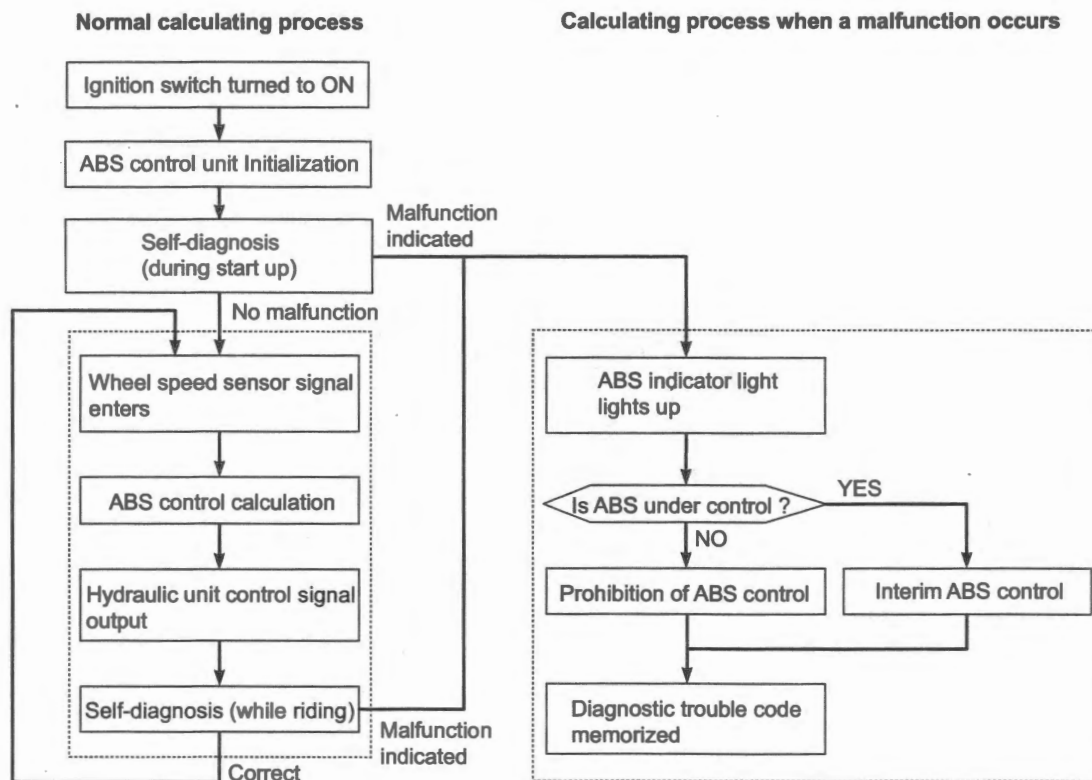 Normal calculating process
Ignition switch turned to ON
ABS control unit Initialization
Self-diagnosis
(during start up)
Malfunction
indicated
No malfunction
Wheel speed sensor signal
enters
ABS control calculation
Hydraulic unit control signal
output
Self-diagnosis (while riding)
Malfunction
indicated
Correct
Calculating process when a malfunction occurs
ABS indicator light
lights up
Is ABS under control ?
YES
NO
Prohibition of ABS control
Interim ABS control
Diagnostic trouble code
memorized